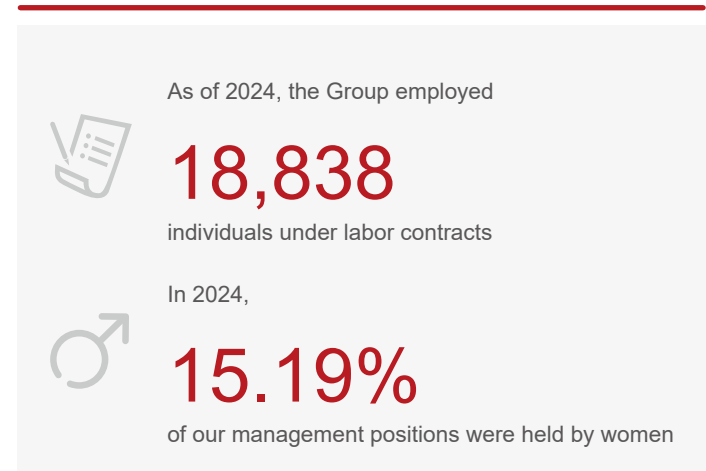 As of 2024, the Group employed
18,838
individuals under labor contracts
In 2024,
15.19%
of our management positions were held by women